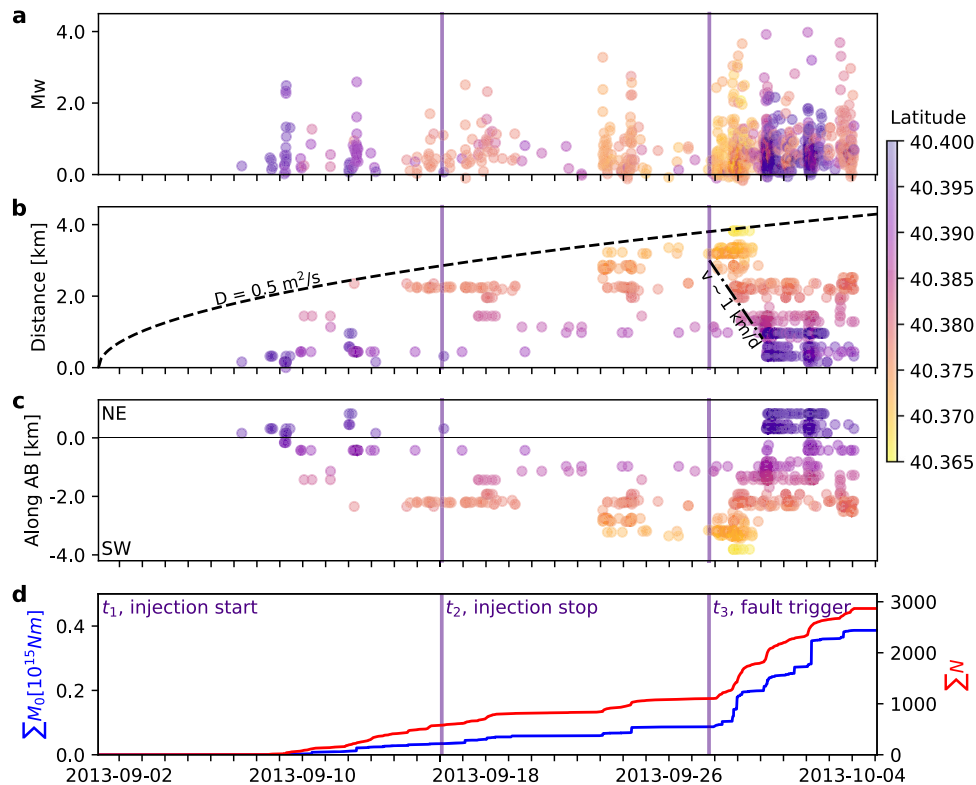 a
4.0
2.0
0.0
Mw
b
4.0
2.0
0.0
Distance [km]
D = 0.5 m²/s
v ~ 1 km/d
c
NE
0.0
-2.0
-4.0
SW
Along AB [km]
Latitude
40.400
40.395
40.390
40.385
40.380
40.375
40.370
40.365
d
t₁, injection start
t₂, injection stop
t₃, fault trigger
0.4
0.2
0.0
∑M₀[10¹⁵Nm]
3000
2000
1000
0
∑N
2013-09-02
2013-09-10
2013-09-18
2013-09-26
2013-10-04